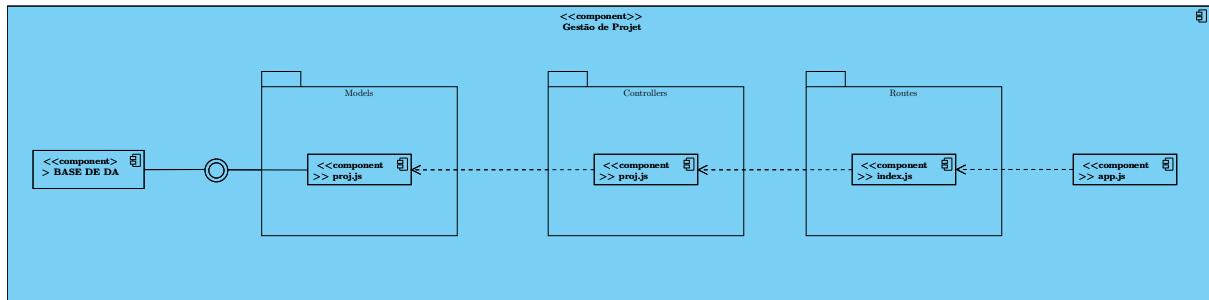 <<component>>
Gestão de Projet
Models
Controllers
Routes
<<component>
> BASE DE DA
<<component
>> proj.js
<<component
>> proj.js
<<component
>> index.js
<<component
>> app.js